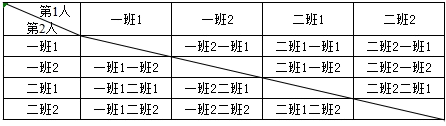 第1人 一班1 一班2 二班1 二班2
第2人
一班1 一班2一班1 二班1一班1 二班2一班1
一班2 一班1一班2 二班1一班2 二班2一班2
二班1 一班1二班1 一班2二班1 二班2二班1
二班2 一班1二班2 一班2二班2 二班1二班2